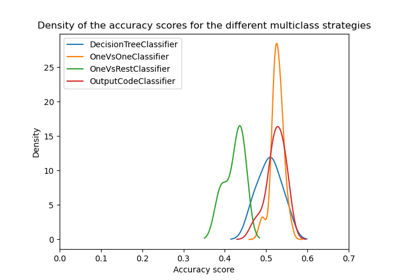 Density of the accuracy scores for the different multiclass strategies
DecisionTreeClassifier
OneVsOneClassifier
OneVsRestClassifier
OutputCodeClassifier
Density
25
20
15
10
5
0
0.0 0.1 0.2 0.3 0.4 0.5 0.6 0.7
Accuracy score